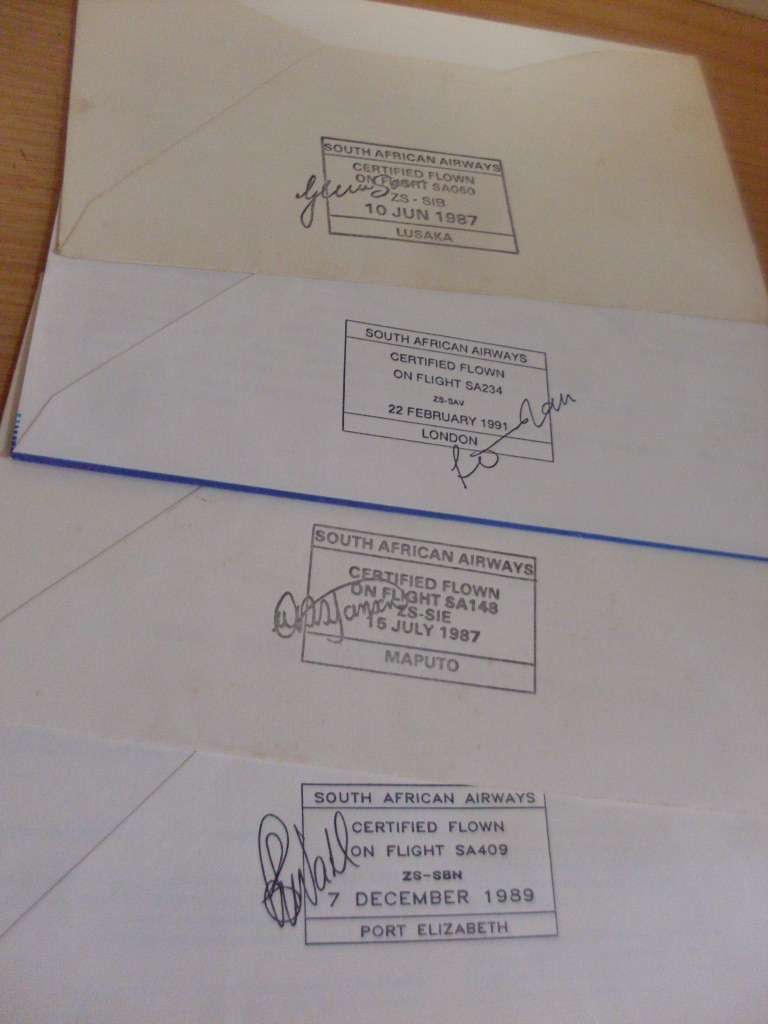 SOUTH AFRICAN AIRWAYS
CERTIFIED FLOWN
ON FLIGHT SA060
ZS - SIB
10 JUN 1987
LUSAKA
SOUTH AFRICAN AIRWAYS
CERTIFIED FLOWN
ON FLIGHT SA234
ZS-SAV
22 FEBRUARY 1991
LONDON
SOUTH AFRICAN AIRWAYS
CERTIFIED FLOWN
ON FLIGHT SA148
ZS-SIE
15 JULY 1987
MAPUTO
SOUTH AFRICAN AIRWAYS
CERTIFIED FLOWN
ON FLIGHT SA409
ZS-SBN
7 DECEMBER 1989
PORT ELIZABETH